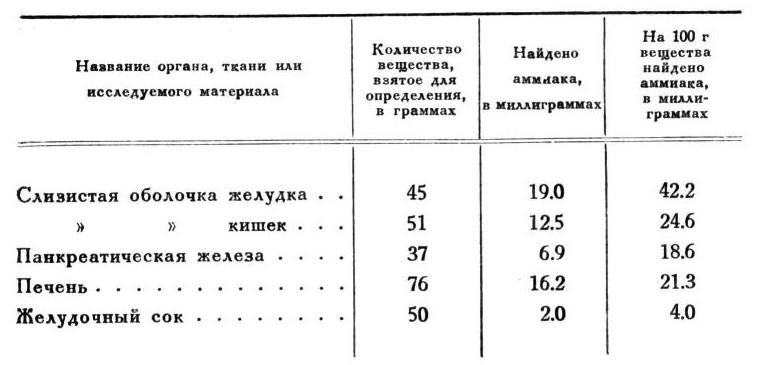 Название органа, ткани или исследуемого материала
Количество вещества, взятое для определения, в граммах
Найдено аммиака, в миллиграммах
На 100 г вещества найдено аммиака, в миллиграммах
Слизистая оболочка желудка . . 45 19.0 42.2
» » кишек . . . 51 12.5 24.6
Панкреатическая железа . . . . 37 6.9 18.6
Печень . . . . . . . . . . . . . 76 16.2 21.3
Желудочный сок . . . . . . . . 50 2.0 4.0